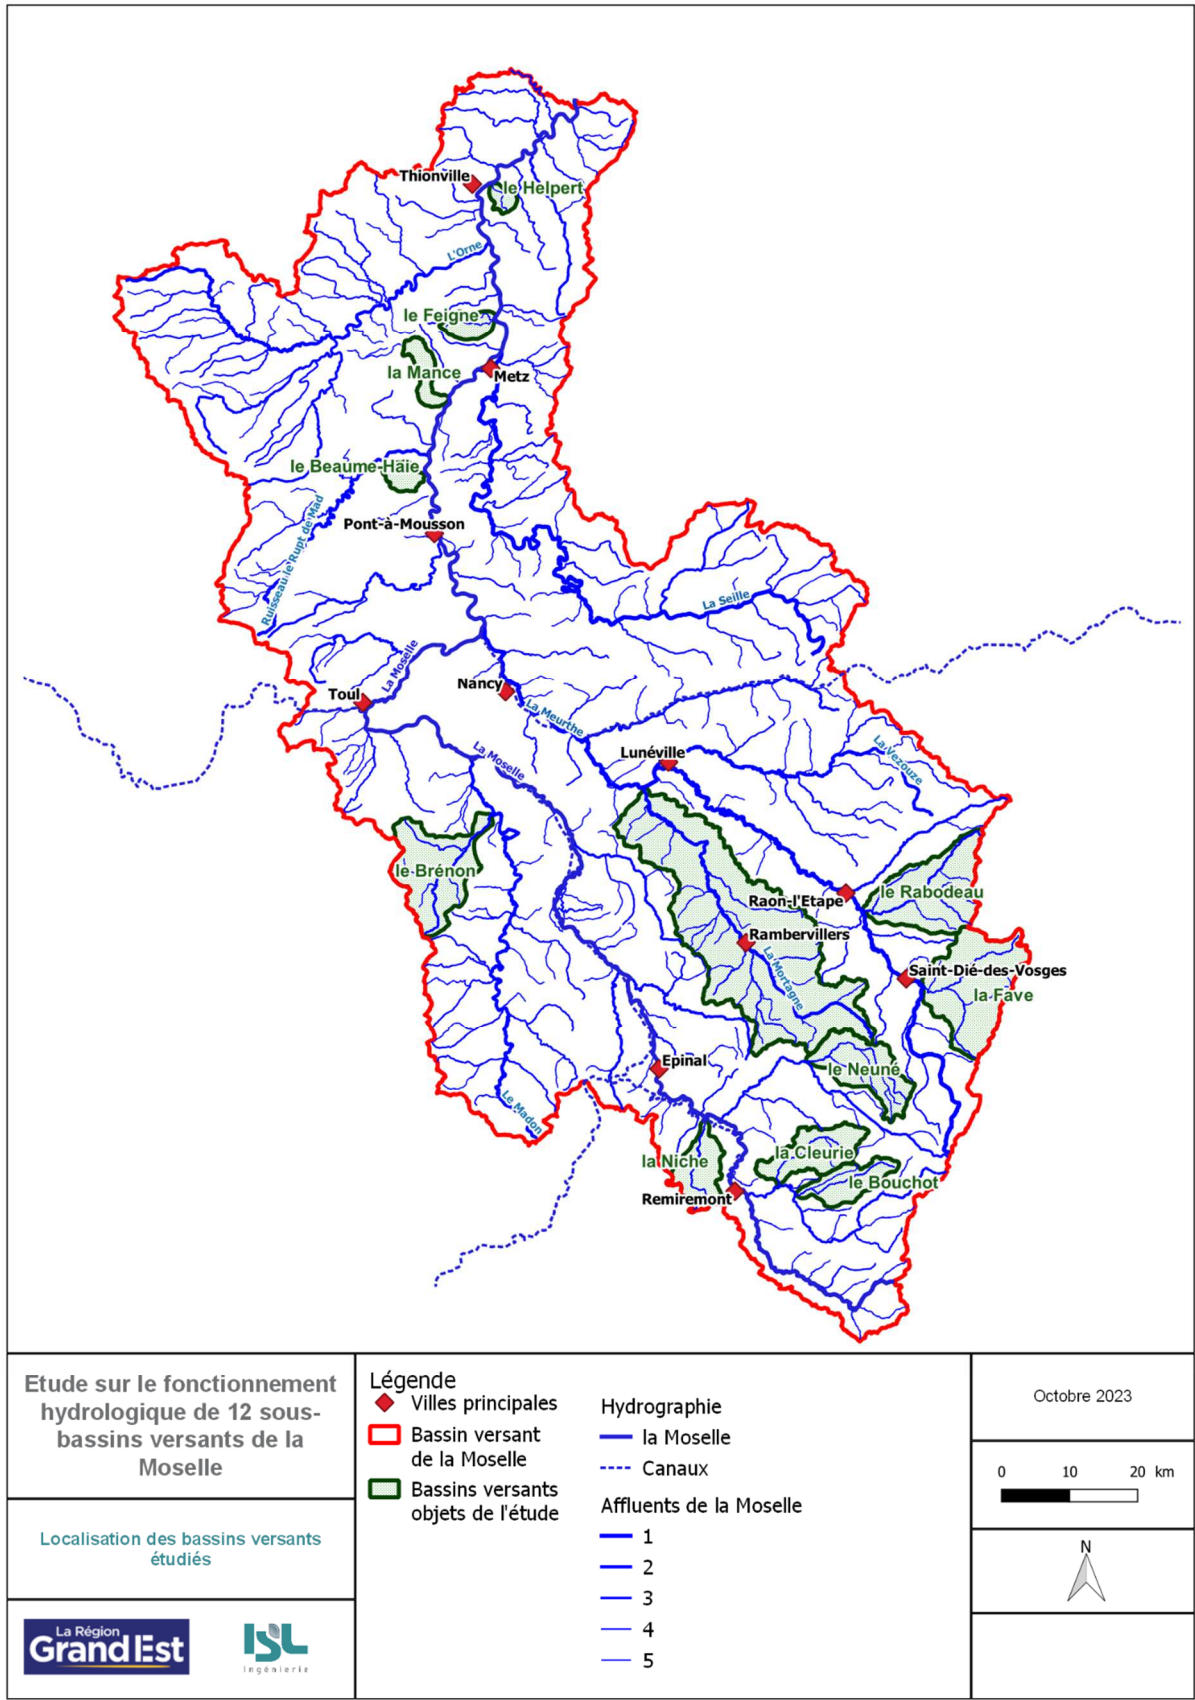 Thionville
le Helpert
L'Orne
le Feigne
la Mance
Metz
le Beaume-Haie
Ruisseau le Rupt de Mad
Pont-à-Mousson
La Seille
La Moselle
Toul
Nancy
La Meurthe
La Moselle
Lunéville
La Vezouze
le Brénon
Raon-l'Etape
le Rabodeau
Rambervillers
La Mortagne
Saint-Dié-des-Vosges
la Fave
Epinal
le Neuné
Le Madon
la Niche
la Cleurie
le Bouchot
Remiremont
Etude sur le fonctionnement
hydrologique de 12 sous-
bassins versants de la
Moselle
Localisation des bassins versants
étudiés
La Région
Grand Est
ISL
Ingénierie
Légende
Villes principales
Bassin versant
de la Moselle
Bassins versants
objets de l'étude
Hydrographie
la Moselle
Canaux
Affluents de la Moselle
1
2
3
4
5
Octobre 2023
0 10 20 km
N